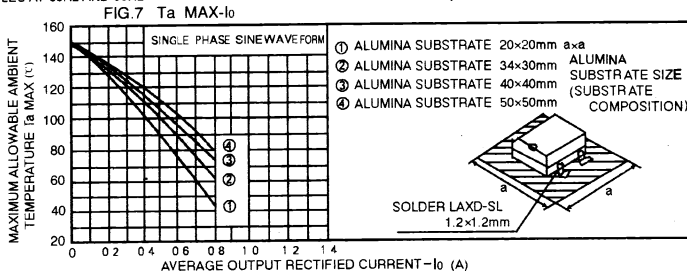 FIG.7 Ta MAX-Io
SINGLE PHASE SINEWAVE FORM
MAXIMUM ALLOWABLE AMBIENT
TEMPERATURE Ta MAX (℃)
160
140
120
100
80
60
40
20
④
③
②
①
0 0 2 0 4 0 6 0 8 1 0 1 2 1 4
AVERAGE OUTPUT RECTIFIED CURRENT-Io (A)
① ALUMINA SUBSTRATE 20×20mm a×a
② ALUMINA SUBSTRATE 34×30mm
③ ALUMINA SUBSTRATE 40×40mm
④ ALUMINA SUBSTRATE 50×50mm
ALUMINA
SUBSTRATE SIZE
(SUBSTRATE
COMPOSITION)
a
a
SOLDER LAXD-SL
1.2×1.2mm